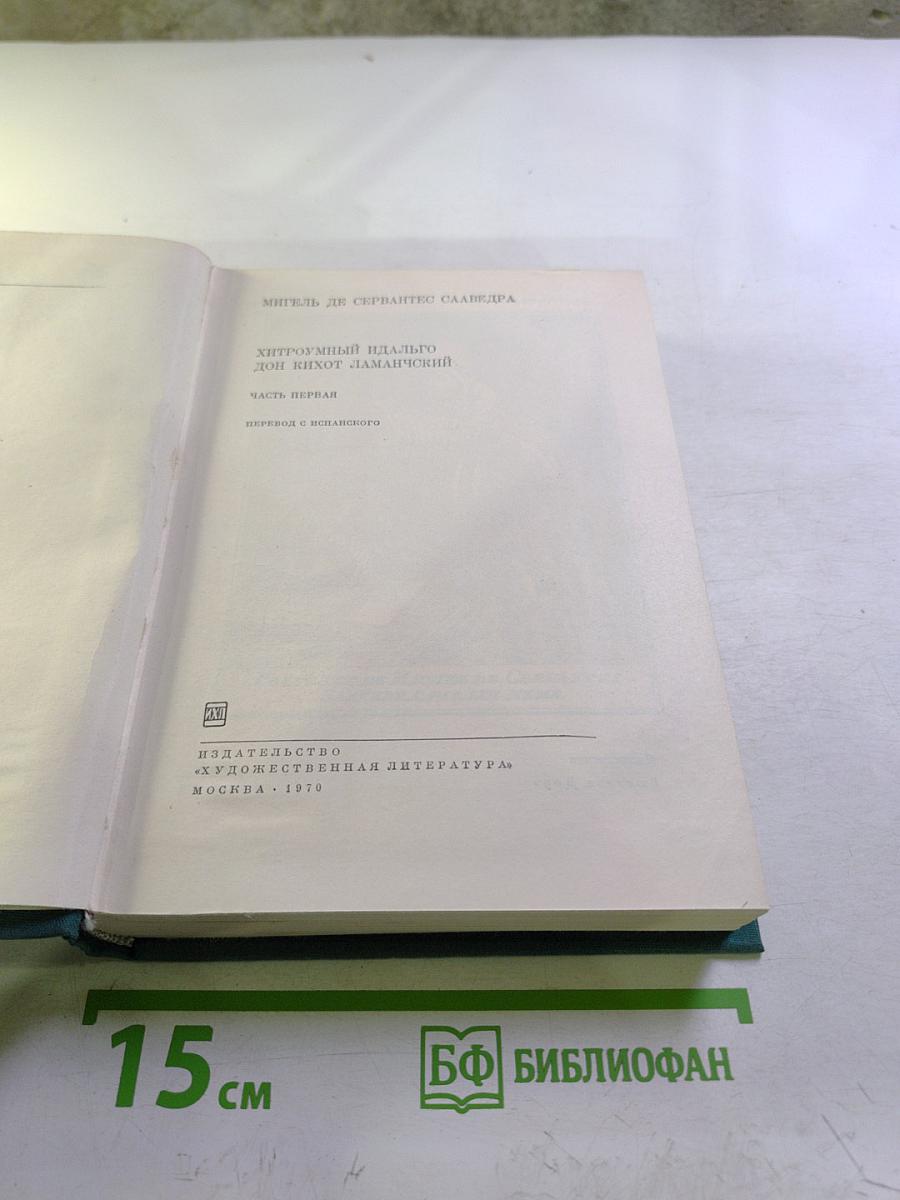 МИГЕЛЬ ДЕ СЕРВАНТЕС СААВЕДРА
ХИТРОУМНЫЙ ИДАЛЬГО
ДОН КИХОТ ЛАМАНЧСКИЙ
ЧАСТЬ ПЕРВАЯ
ПЕРЕВОД С ИСПАНСКОГО
ИХЛ
ИЗДАТЕЛЬСТВО
«ХУДОЖЕСТВЕННАЯ ЛИТЕРАТУРА»
МОСКВА · 1970
15 см
БФ БИБЛИОФАН